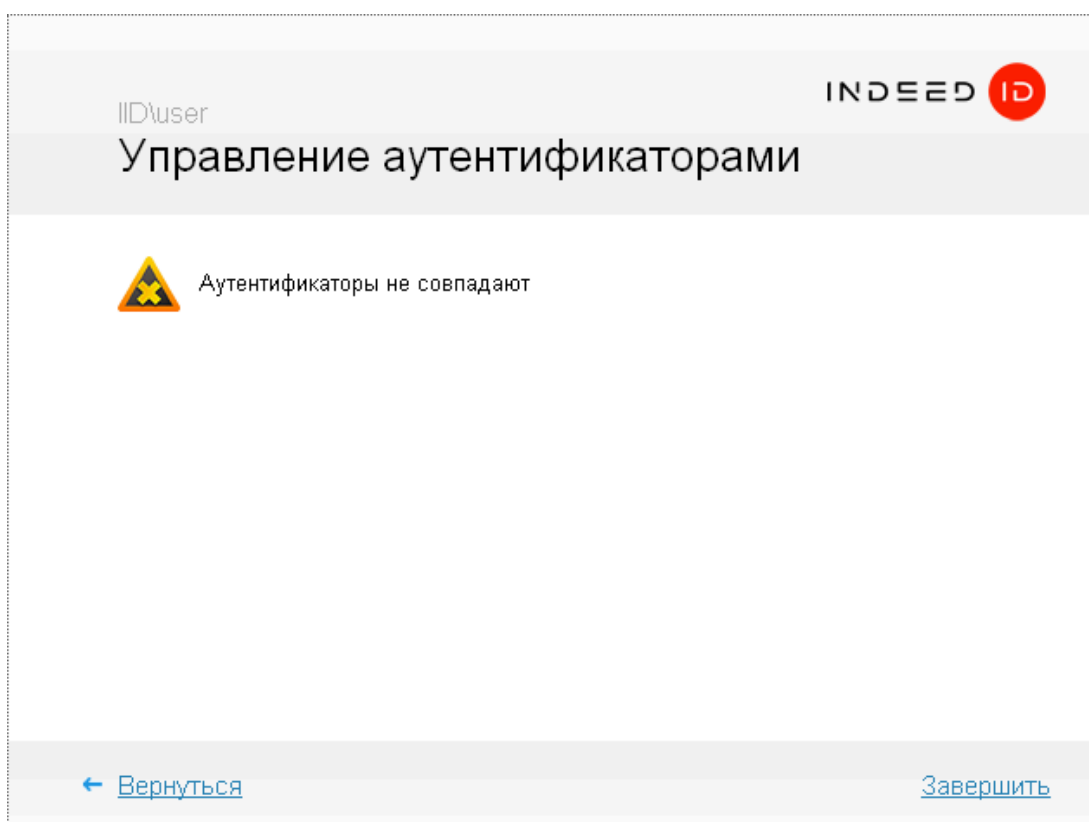 INDEED ID
IID\user
Управление аутентификаторами
Аутентификаторы не совпадают
← Вернуться
Завершить